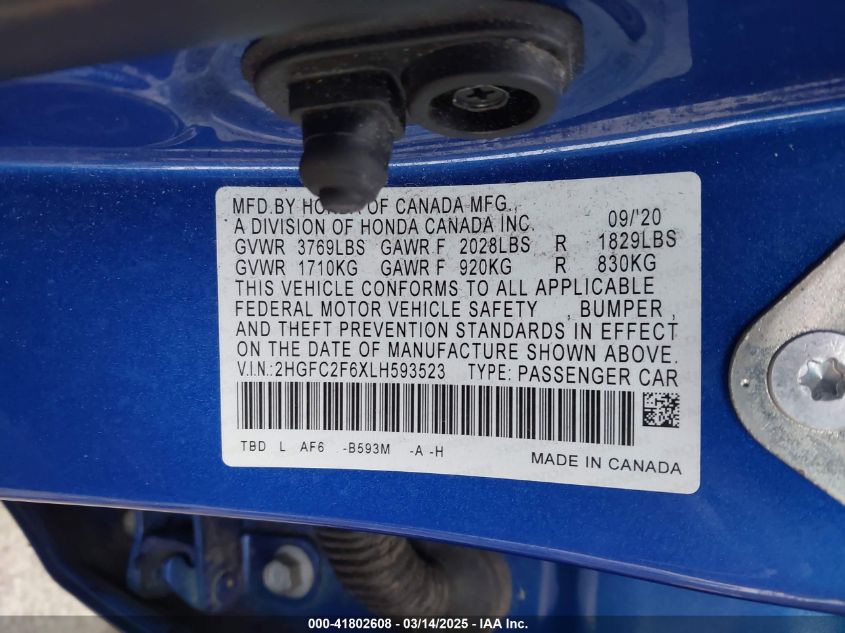 MFD.BY HONDA OF CANADA MFG.,
A DIVISION OF HONDA CANADA INC. 09/'20
GVWR 3769LBS GAWR F 2028LBS R 1829LBS
GVWR 1710KG GAWR F 920KG R 830KG
THIS VEHICLE CONFORMS TO ALL APPLICABLE
FEDERAL MOTOR VEHICLE SAFETY , BUMPER ,
AND THEFT PREVENTION STANDARDS IN EFFECT
ON THE DATE OF MANUFACTURE SHOWN ABOVE.
V.I.N.:2HGFC2F6XLH593523 TYPE: PASSENGER CAR
TBD L AF6 -B593M -A -H
MADE IN CANADA
000-41802608 - 03/14/2025 - IAA Inc.